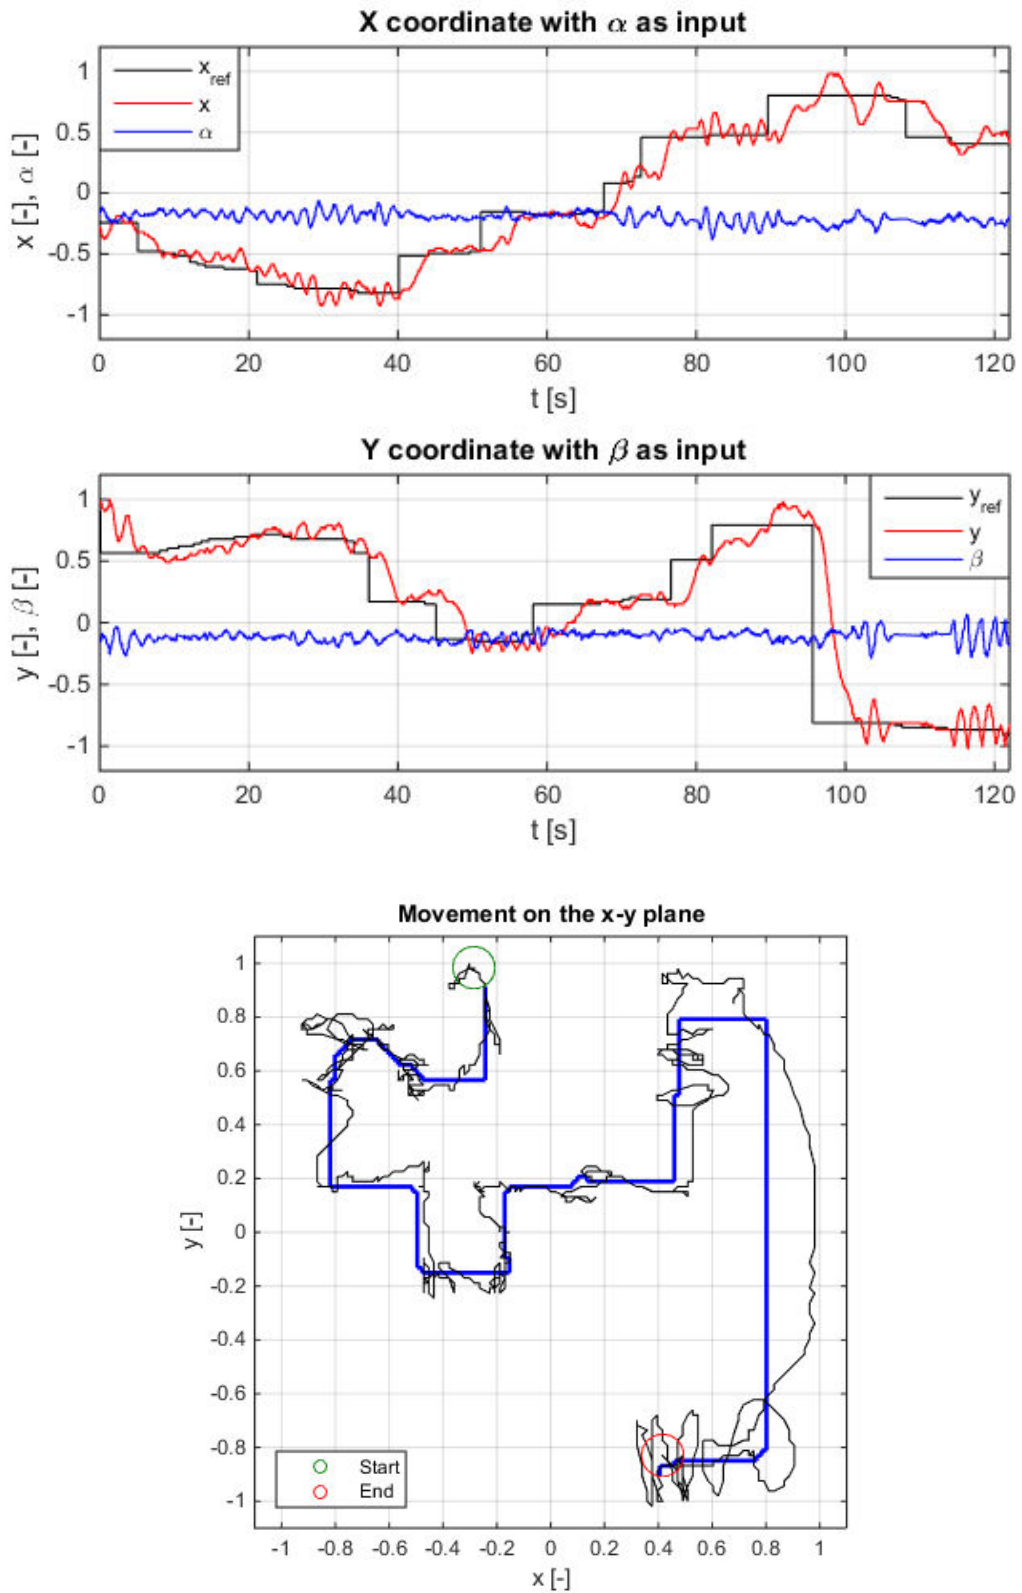 X coordinate with α as input
x_ref
x
α
1
0.5
0
-0.5
-1
x [-], α [-]
0 20 40 60 80 100 120
t [s]
Y coordinate with β as input
y_ref
y
β
1
0.5
0
-0.5
-1
y [-], β [-]
0 20 40 60 80 100 120
t [s]
Movement on the x-y plane
1
0.8
0.6
0.4
0.2
0
-0.2
-0.4
-0.6
-0.8
-1
y [-]
Start
End
-1 -0.8 -0.6 -0.4 -0.2 0 0.2 0.4 0.6 0.8 1
x [-]